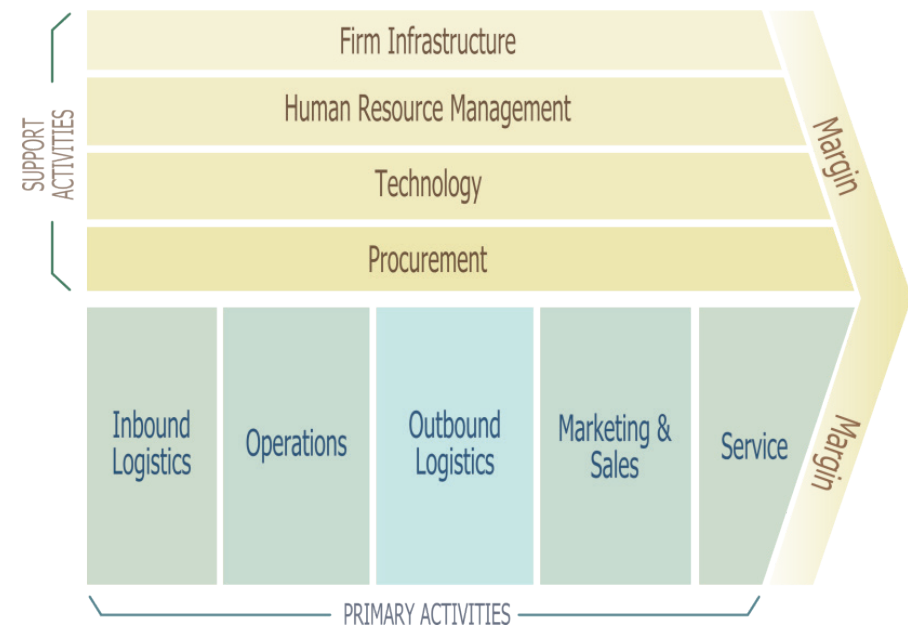 Firm Infrastructure
Human Resource Management
Technology
Procurement
SUPPORT
ACTIVITIES
Margin
Inbound
Logistics
Operations
Outbound
Logistics
Marketing &
Sales
Service
Margin
PRIMARY ACTIVITIES